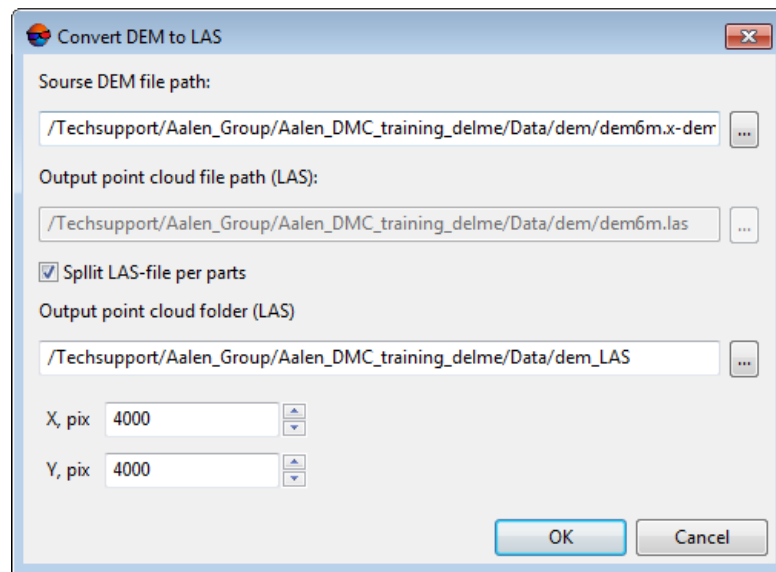 Convert DEM to LAS
Sourse DEM file path:
/Techsupport/Aalen_Group/Aalen_DMC_training_delme/Data/dem/dem6m.x-dem
...
Output point cloud file path (LAS):
/Techsupport/Aalen_Group/Aalen_DMC_training_delme/Data/dem/dem6m.las
...
Spllit LAS-file per parts
Output point cloud folder (LAS)
/Techsupport/Aalen_Group/Aalen_DMC_training_delme/Data/dem_LAS
...
X, pix 4000
Y, pix 4000
OK Cancel